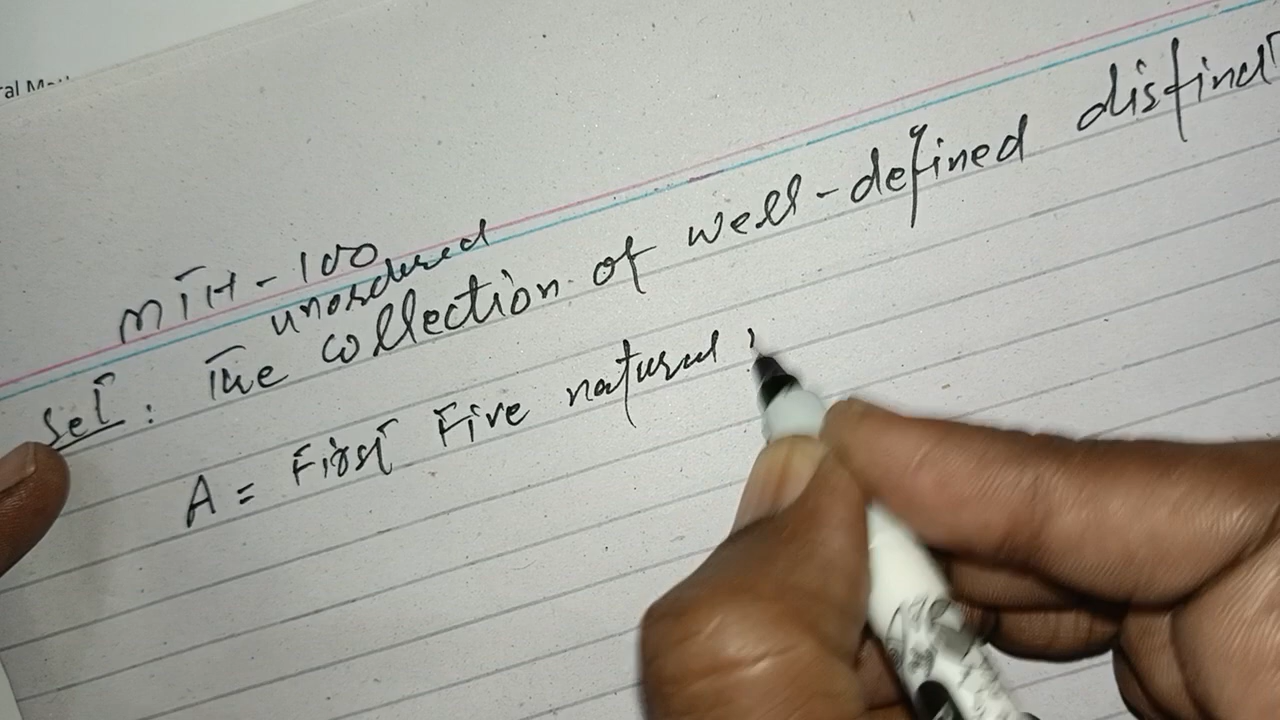 MTH-100
unordered
Set: The collection of well-defined distinct
A = First Five natural